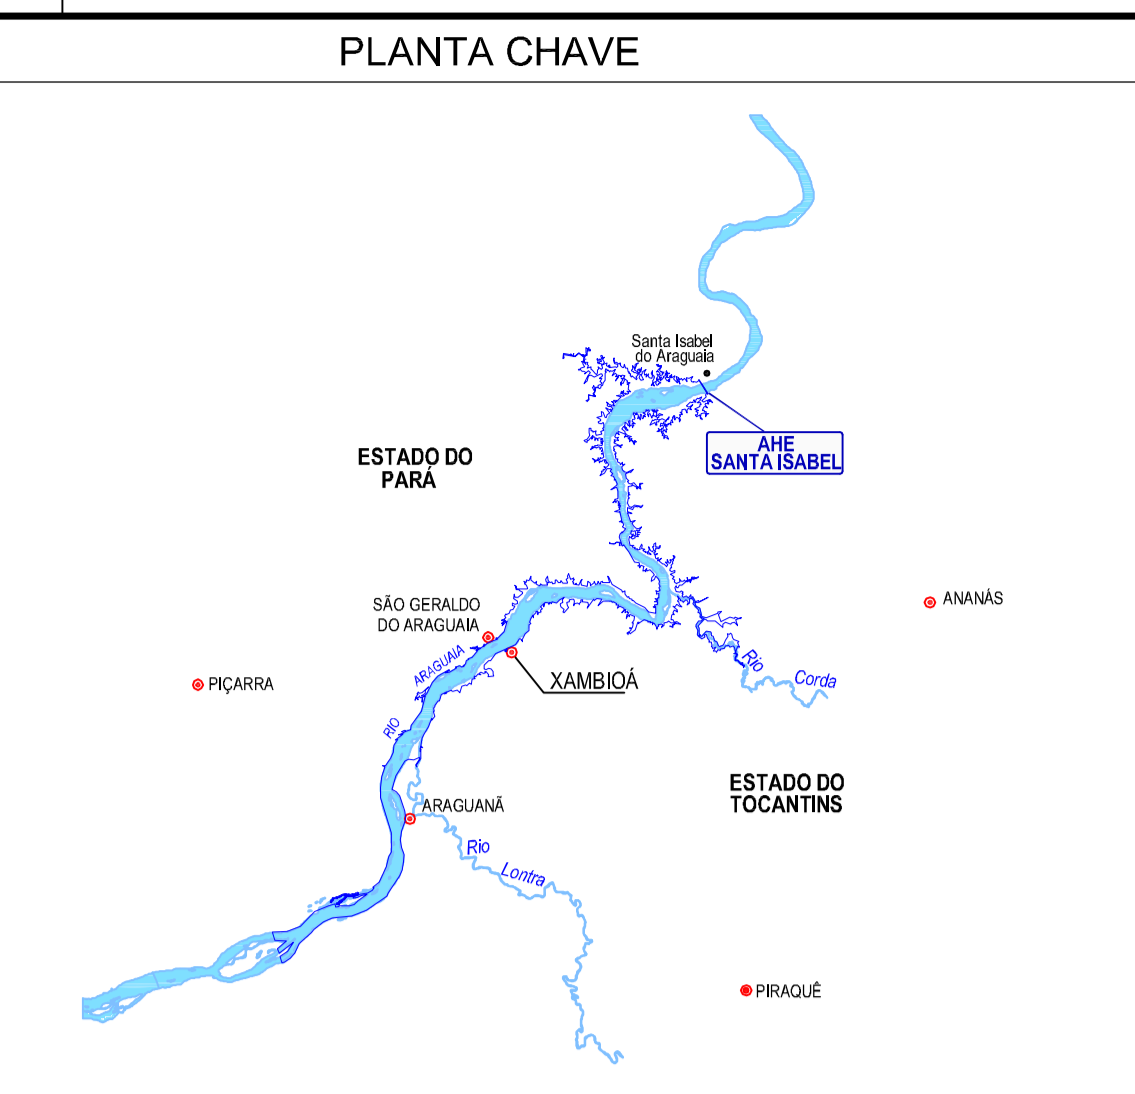 PLANTA CHAVE
Santa Isabel
do Araguaia
AHE
SANTA ISABEL
ESTADO DO
PARÁ
ANANÁS
SÃO GERALDO
DO ARAGUAIA
RIO ARAGUAIA
XAMBIOÁ
Rio Corda
PIÇARRA
ESTADO DO
TOCANTINS
ARAGUANÃ
Rio Lontra
PIRAQUÊ